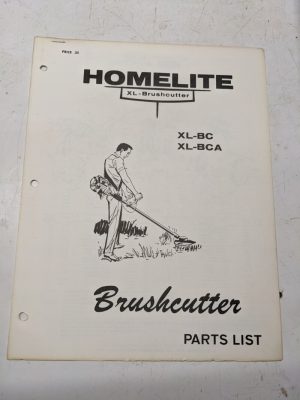 HOMELITE
XL-Brushcutter
XL-BC
XL-BCA
Brushcutter
PARTS LIST